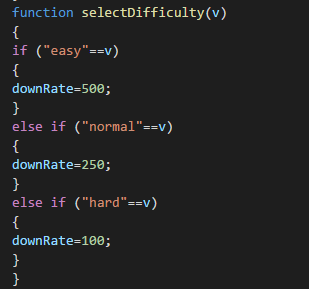 function selectDifficulty(v)
{
if ("easy"==v)
{
downRate=500;
}
else if ("normal"==v)
{
downRate=250;
}
else if ("hard"==v)
{
downRate=100;
}
}